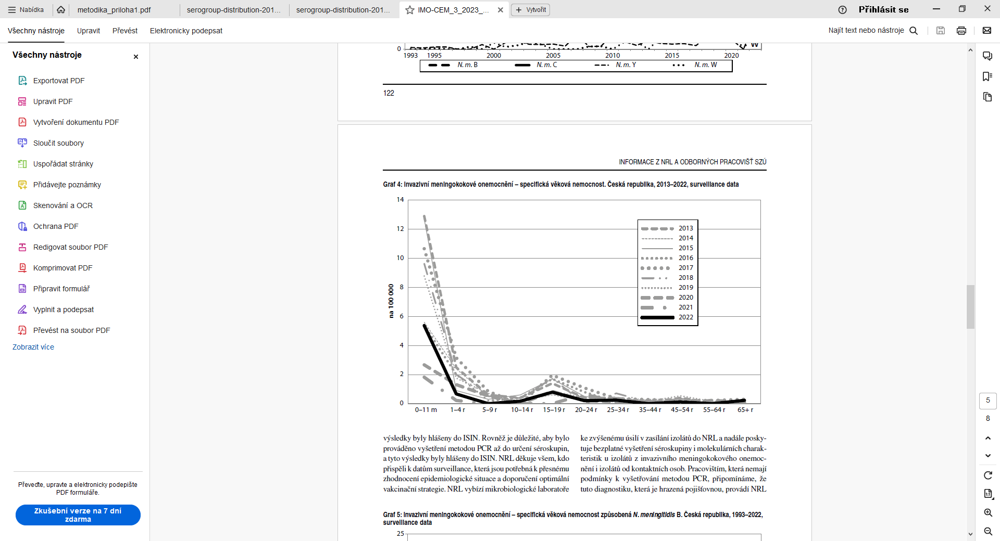 Nabídka
metodika_priloha1.pdf
serogroup-distribution-201...
serogroup-distribution-201...
IMO-CEM_3_2023_...
Vytvořit
Přihlásit se
Všechny nástroje
Upravit
Převést
Elektronicky podepsat
Najít text nebo nástroje
Všechny nástroje
Exportovat PDF
Upravit PDF
Vytvoření dokumentu PDF
Sloučit soubory
Uspořádat stránky
Přidávejte poznámky
Skenování a OCR
Ochrana PDF
Redigovat soubor PDF
Komprimovat PDF
Připravit formulář
Vyplnit a podepsat
Převést na soubor PDF
Zobrazit více
Převeďte, upravte a elektronicky podepište
PDF formuláře.
Zkušební verze na 7 dní
zdarma
0
W
1993 1995 2000 2005 2010 2015 2020
N. m. B N. m. C N. m. Y N. m. W
122
INFORMACE Z NRL A ODBORNÝCH PRACOVIŠŤ SZÚ
Graf 4: Invazivní meningokokové onemocnění – specifická věková nemocnost. Česká republika, 2013–2022, surveillance data
na 100 000
14
12
10
8
6
4
2
0
2013
2014
2015
2016
2017
2018
2019
2020
2021
2022
0–11 m 1–4 r 5–9 r 10–14 r 15–19 r 20–24 r 25–34 r 35–44 r 45–54 r 55–64 r 65+ r
výsledky byly hlášeny do ISIN. Rovněž je důležité, aby bylo
prováděno vyšetření metodou PCR až do určení séroskupin,
a tyto výsledky byly hlášeny do ISIN. NRL děkuje všem, kdo
přispěli k datům surveillance, která jsou potřebná k přesnému
zhodnocení epidemiologické situace a doporučení optimální
vakcinační strategie. NRL vybízí mikrobiologické laboratoře
ke zvýšenému úsilí v zasílání izolátů do NRL a nadále posky-
tuje bezplatné vyšetření séroskupiny i molekulárních charak-
teristik u izolátů z invazivního meningokokového onemoc-
nění i izolátů od kontaktních osob. Pracovištím, která nemají
podmínky k vyšetřování metodou PCR, připomínáme, že
tuto diagnostiku, která je hrazená pojišťovnou, provádí NRL
Graf 5: Invazivní meningokokové onemocnění – specifická věková nemocnost způsobená N. meningitidis B. Česká republika, 1993–2022,
surveillance data
25
5
8
1:1